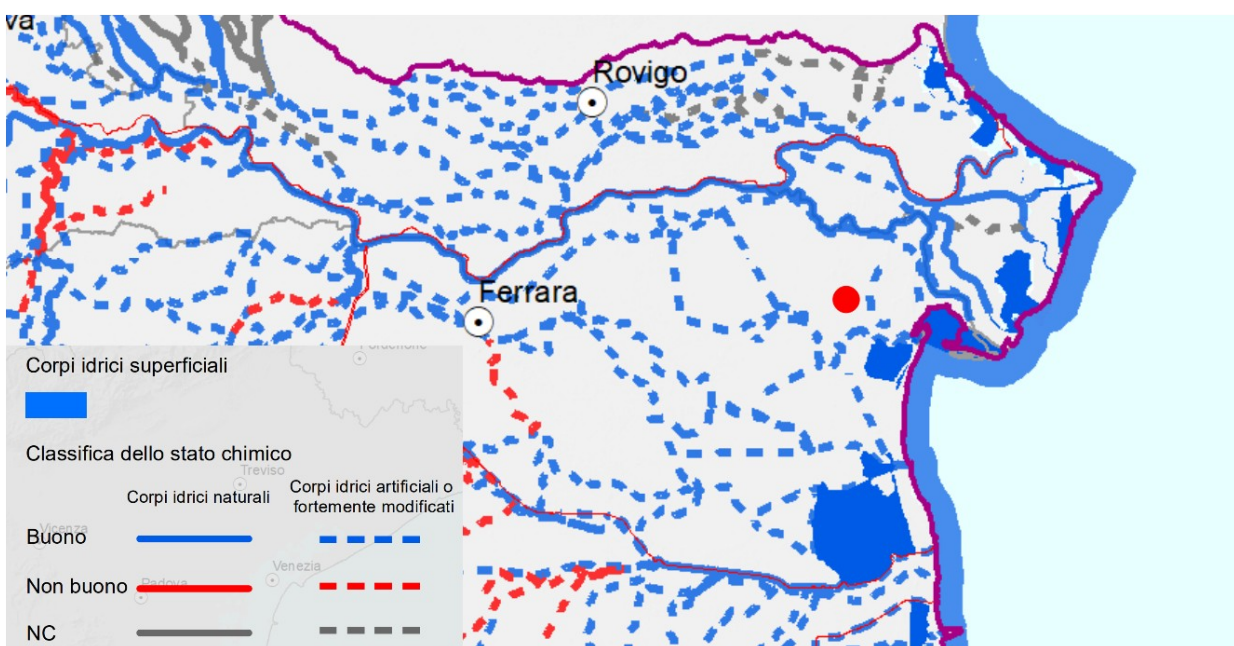 va
Rovigo
Ferrara
Pordenone
Corpi idrici superficiali
Classifica dello stato chimico
Treviso
Corpi idrici naturali
Corpi idrici artificiali o
fortemente modificati
Vicenza
Buono
Venezia
Padova
Non buono
NC